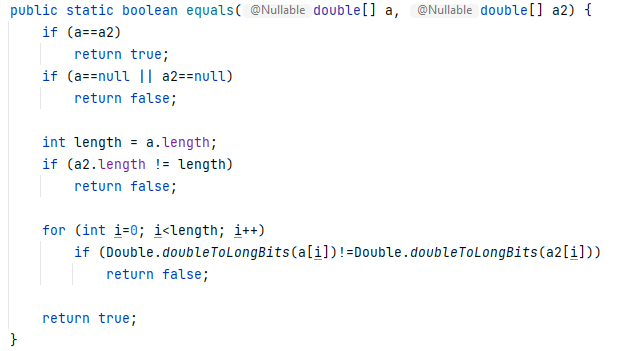 public static boolean equals( @Nullable double[] a, @Nullable double[] a2) {
    if (a==a2)
        return true;
    if (a==null || a2==null)
        return false;

    int length = a.length;
    if (a2.length != length)
        return false;

    for (int i=0; i<length; i++)
        if (Double.doubleToLongBits(a[i])!=Double.doubleToLongBits(a2[i]))
            return false;

    return true;
}